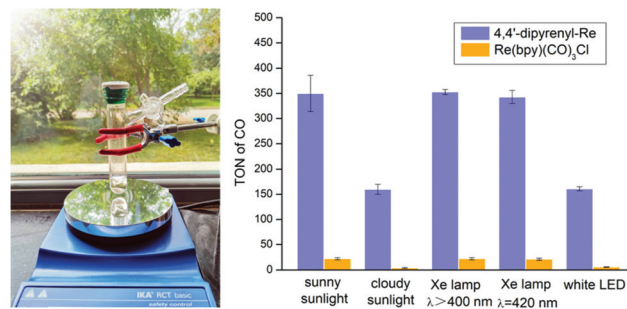 IKA® RCT basic
safety control
500
450
400
350
300
250
200
150
100
50
0
TON of CO
4,4'-dipyrenyl-Re
Re(bpy)(CO)₃Cl
sunny
sunlight
cloudy
sunlight
Xe lamp
λ>400 nm
Xe lamp
λ=420 nm
white LED